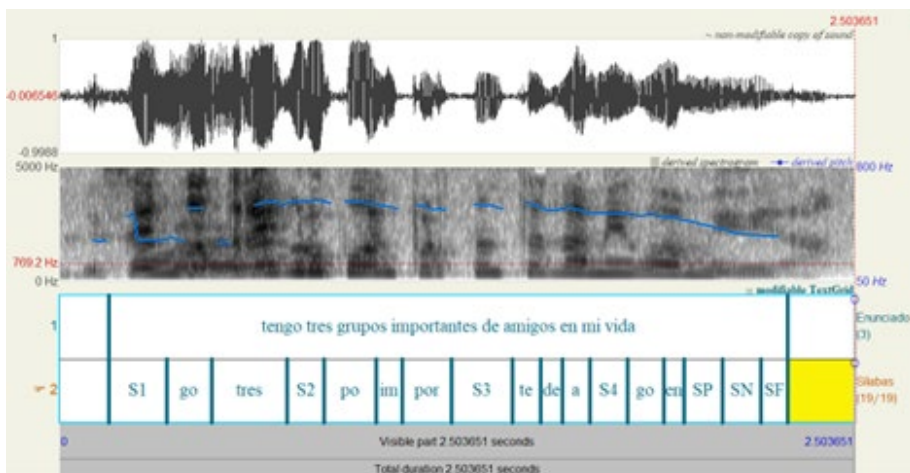 2.503651
1
~ non-modifiable copy of sound
-0.006546
-0.9988
5000 Hz
derived spectrogram derived pitch 800 Hz
769.2 Hz
0 Hz 50 Hz
modifiable TextGrid
1 tengo tres grupos importantes de amigos en mi vida Enunciado
(3)
2 S1 go tres S2 po im por S3 te de a S4 go en SP SN SF Sílabas
(19/19)
0 Visible part 2.503651 seconds 2.503651
Total duration 2.503651 seconds